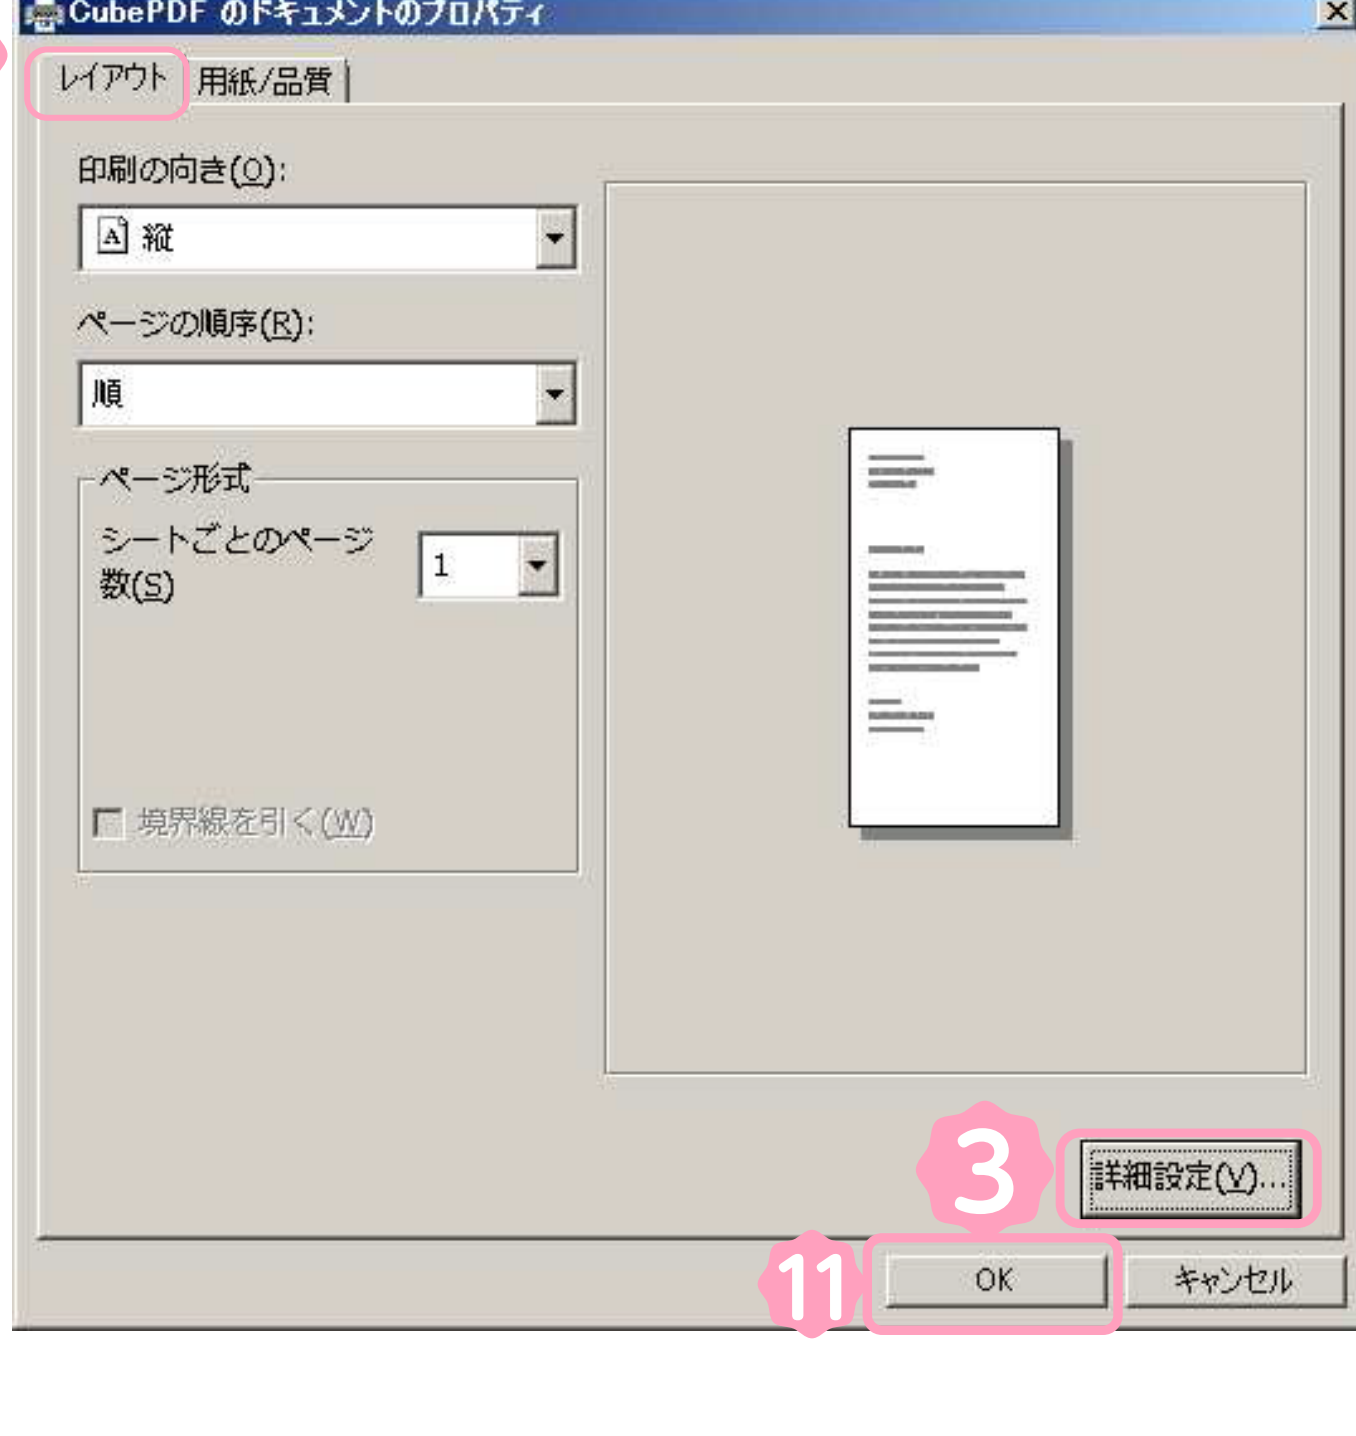 CubePDF のドキュメントのプロパティ
レイアウト
用紙/品質
印刷の向き(O):
A 縦
ページの順序(R):
順
ページ形式
シートごとのページ
数(S)
1
境界線を引く(W)
3
詳細設定(V)...
11
OK
キャンセル